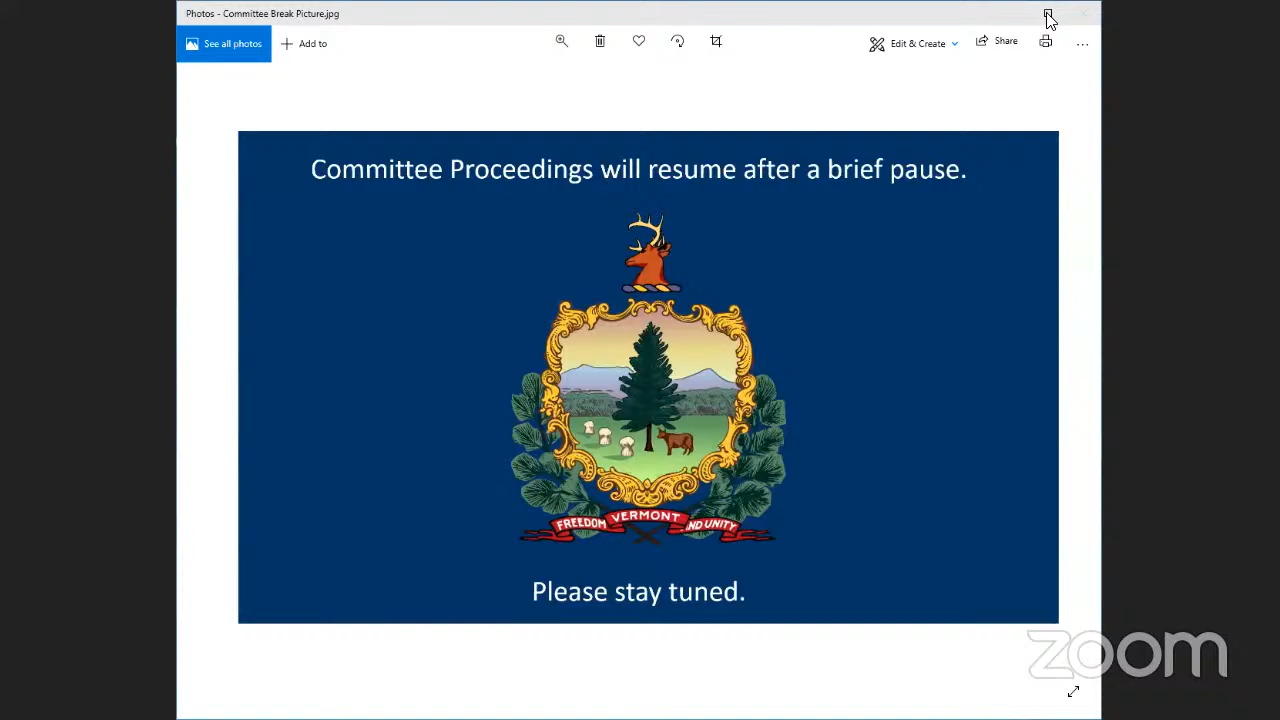 Photos - Committee Break Picture.jpg
See all photos
Add to
Edit & Create
Share
Committee Proceedings will resume after a brief pause.
FREEDOM VERMONT AND UNITY
Please stay tuned.
zoom